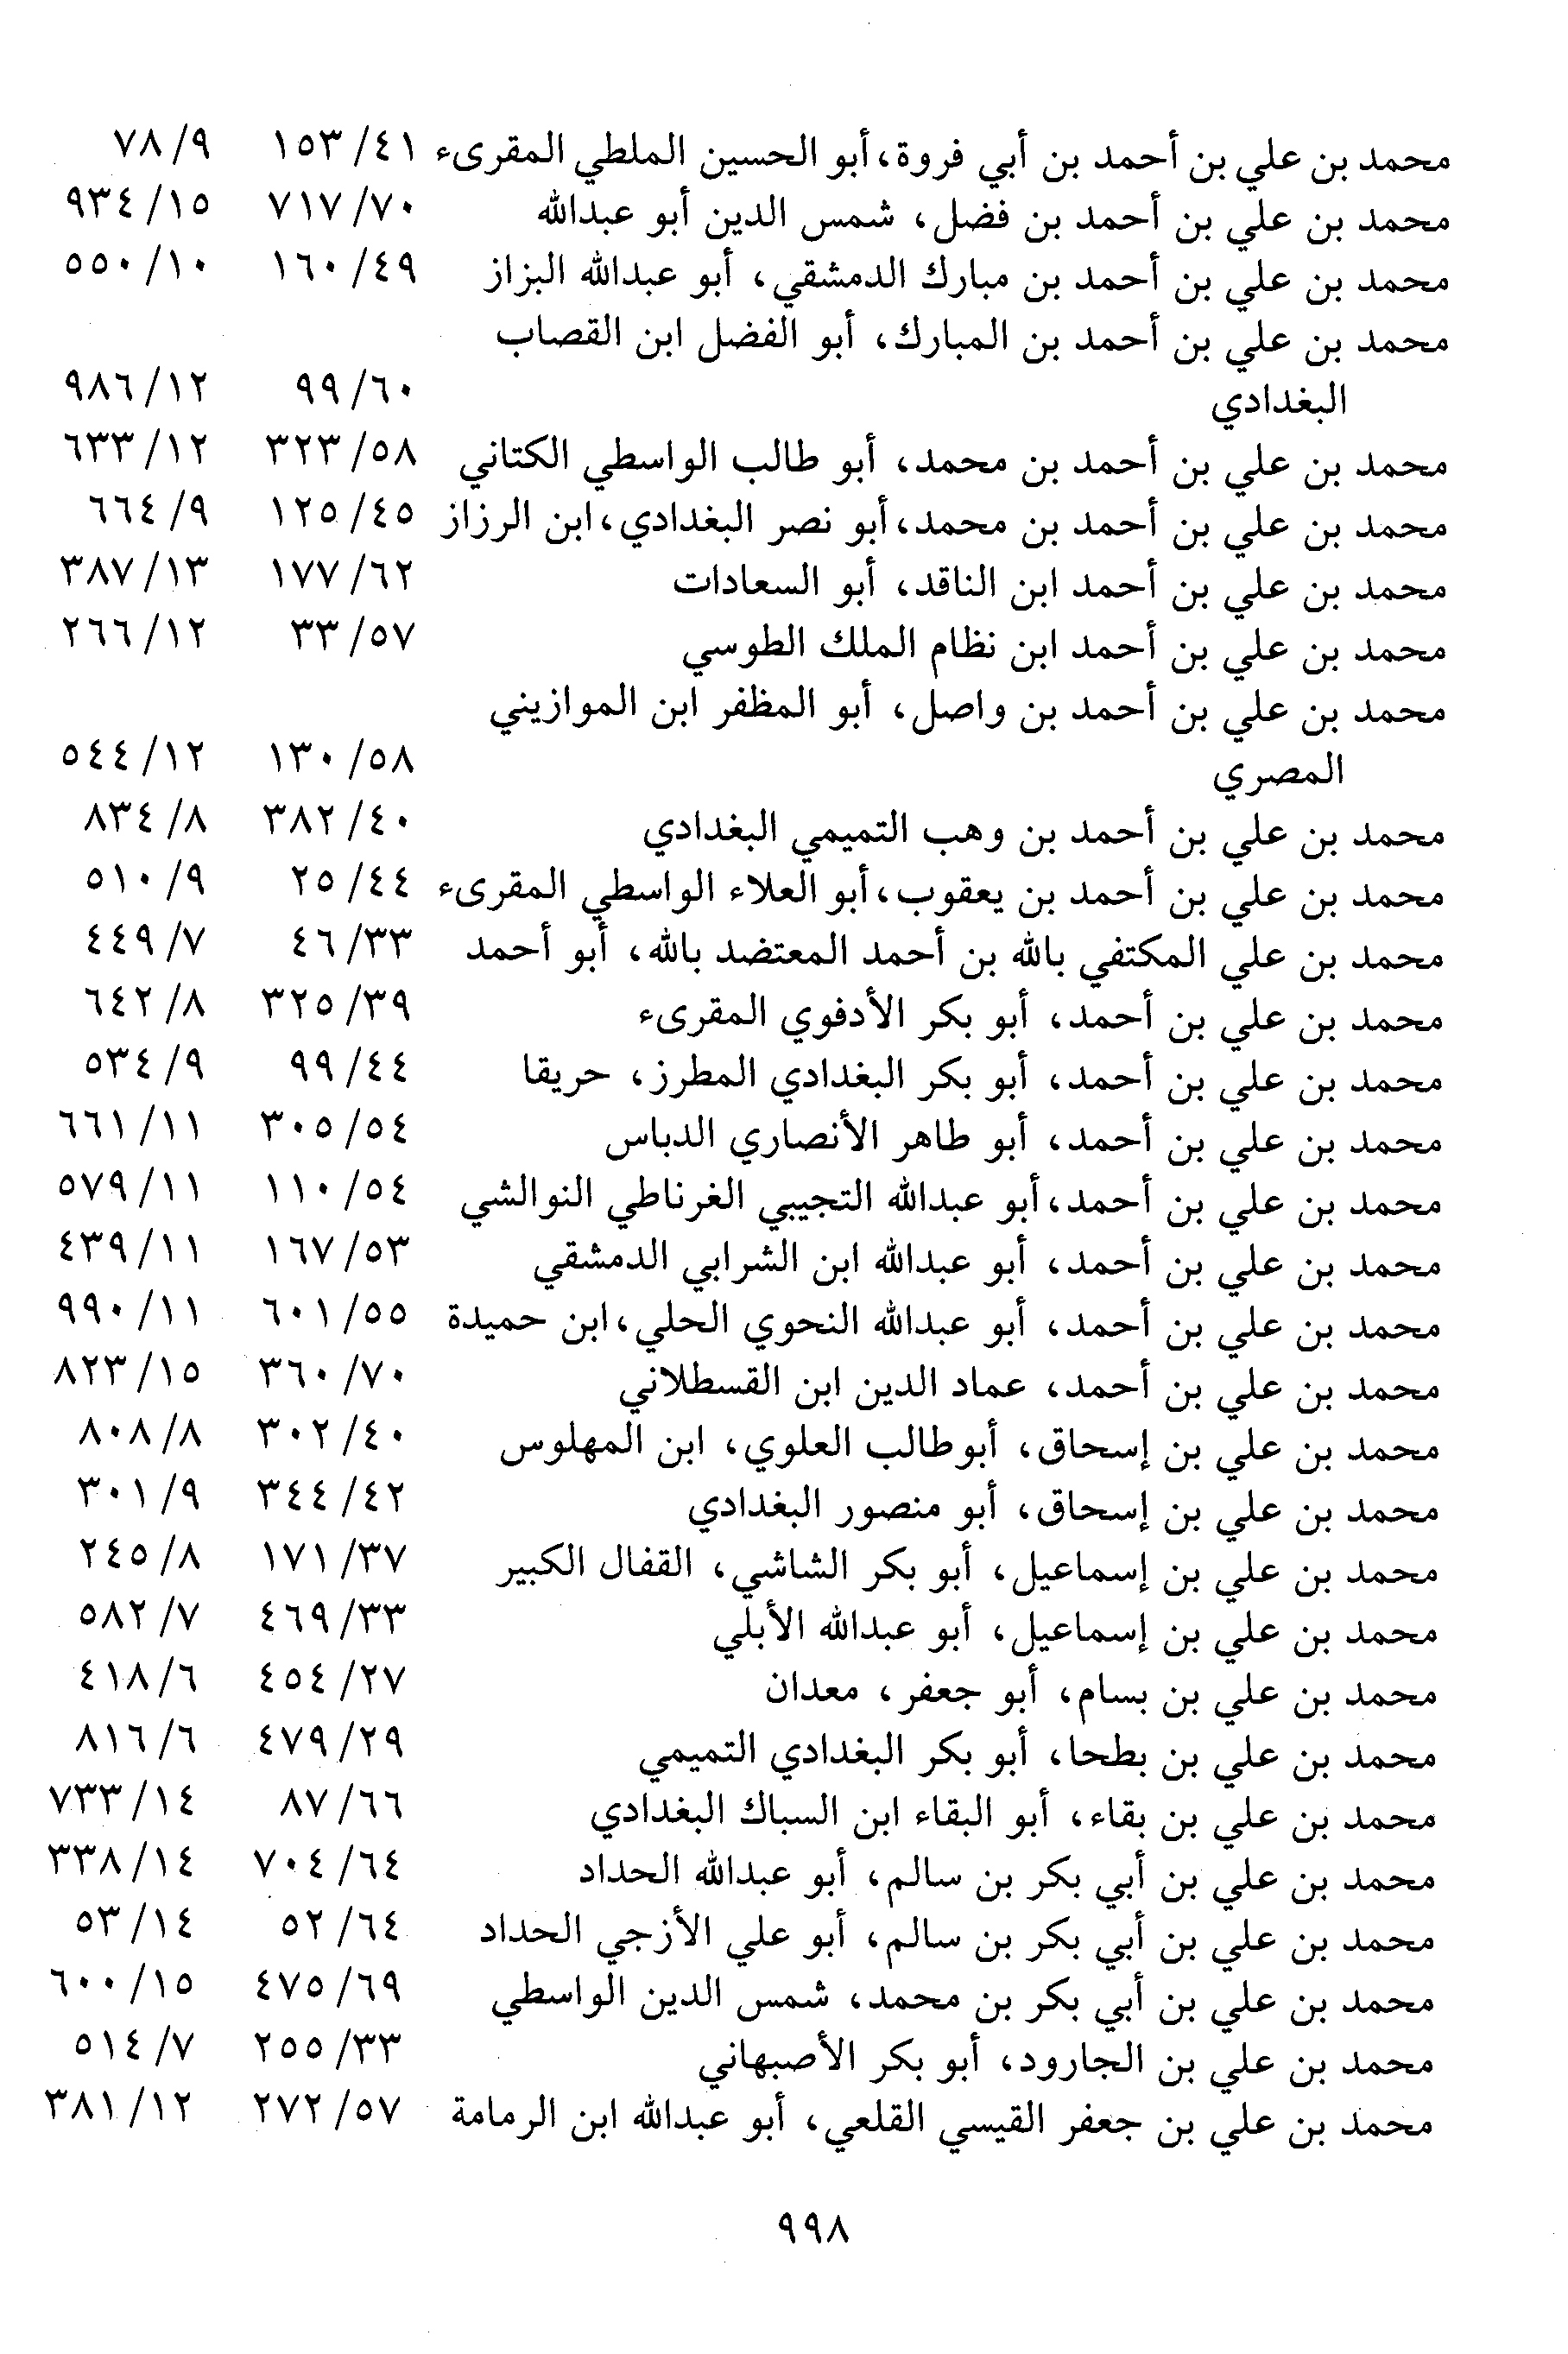 محمد بن علي بن أحمد بن أبي فروة، أبو الحسين الملطي المقرىء ٤١/ ١٥٣ ٩/ ٧٨
محمد بن علي بن أحمد بن فضل، شمس الدين أبو عبدالله ٧٠/ ٧١٧ ١٥/ ٩٣٤
محمد بن علي بن أحمد بن مبارك الدمشقي، أبو عبدالله البزاز ٤٩/ ١٦٠ ١٠/ ٥٥٠
محمد بن علي بن أحمد بن المبارك، أبو الفضل ابن القصاب
البغدادي ٦٠/ ٩٩ ١٢/ ٩٨٦
محمد بن علي بن أحمد بن محمد، أبو طالب الواسطي الكتاني ٥٨/ ٣٢٣ ١٢/ ٦٣٣
محمد بن علي بن أحمد بن محمد، أبو نصر البغدادي، ابن الرزاز ٤٥/ ١٢٥ ٩/ ٦٦٤
محمد بن علي بن أحمد ابن الناقد، أبو السعادات ٦٢/ ١٧٧ ١٣/ ٣٨٧
محمد بن علي بن أحمد ابن نظام الملك الطوسي ٥٧/ ٣٣ ١٢/ ٢٦٦
محمد بن علي بن أحمد بن واصل، أبو المظفر ابن الموازيني
المصري ٥٨/ ١٣٠ ١٢/ ٥٤٤
محمد بن علي بن أحمد بن وهب التميمي البغدادي ٤٠/ ٣٨٢ ٨/ ٨٣٤
محمد بن علي بن أحمد بن يعقوب، أبو العلاء الواسطي المقرىء ٤٤/ ٢٥ ٩/ ٥١٠
محمد بن علي المكتفي بالله بن أحمد المعتضد بالله، أبو أحمد ٣٣/ ٤٦ ٧/ ٤٤٩
محمد بن علي بن أحمد، أبو بكر الأدفوي المقرىء ٣٩/ ٣٢٥ ٨/ ٦٤٢
محمد بن علي بن أحمد، أبو بكر البغدادي المطرز، حريقا ٤٤/ ٩٩ ٩/ ٥٣٤
محمد بن علي بن أحمد، أبو طاهر الأنصاري الدباس ٥٤/ ٣٠٥ ١١/ ٦٦١
محمد بن علي بن أحمد، أبو عبدالله التجيبي الغرناطي النوالشي ٥٤/ ١١٠ ١١/ ٥٧٩
محمد بن علي بن أحمد، أبو عبدالله ابن الشرابي الدمشقي ٥٣/ ١٦٧ ١١/ ٤٣٩
محمد بن علي بن أحمد، أبو عبدالله النحوي الحلي، ابن حميدة ٥٥/ ٦٠١ ١١/ ٩٩٠
محمد بن علي بن أحمد، عماد الدين ابن القسطلاني ٧٠/ ٣٦٠ ١٥/ ٨٢٣
محمد بن علي بن إسحاق، أبوطالب العلوي، ابن المهلوس ٤٠/ ٣٠٢ ٨/ ٨٠٨
محمد بن علي بن إسحاق، أبو منصور البغدادي ٤٢/ ٣٤٤ ٩/ ٣٠١
محمد بن علي بن إسماعيل، أبو بكر الشاشي، القفال الكبير ٣٧/ ١٧١ ٨/ ٢٤٥
محمد بن علي بن إسماعيل، أبو عبدالله الأبلي ٣٣/ ٤٦٩ ٧/ ٥٨٢
محمد بن علي بن بسام، أبو جعفر، معدان ٢٧/ ٤٥٤ ٦/ ٤١٨
محمد بن علي بن بطحا، أبو بكر البغدادي التميمي ٢٩/ ٤٧٩ ٦/ ٨١٦
محمد بن علي بن بقاء، أبو البقاء ابن السباك البغدادي ٦٦/ ٨٧ ١٤/ ٧٣٣
محمد بن علي بن أبي بكر بن سالم، أبو عبدالله الحداد ٦٤/ ٧٠٤ ١٤/ ٣٣٨
محمد بن علي بن أبي بكر بن سالم، أبو علي الأزجي الحداد ٦٤/ ٥٢ ١٤/ ٥٣
محمد بن علي بن أبي بكر بن محمد، شمس الدين الواسطي ٦٩/ ٤٧٥ ١٥/ ٦٠٠
محمد بن علي بن الجارود، أبو بكر الأصبهاني ٣٣/ ٢٥٥ ٧/ ٥١٤
محمد بن علي بن جعفر القيسي القلعي، أبو عبدالله ابن الرمامة ٥٧/ ٢٧٢ ١٢/ ٣٨١
٩٩٨